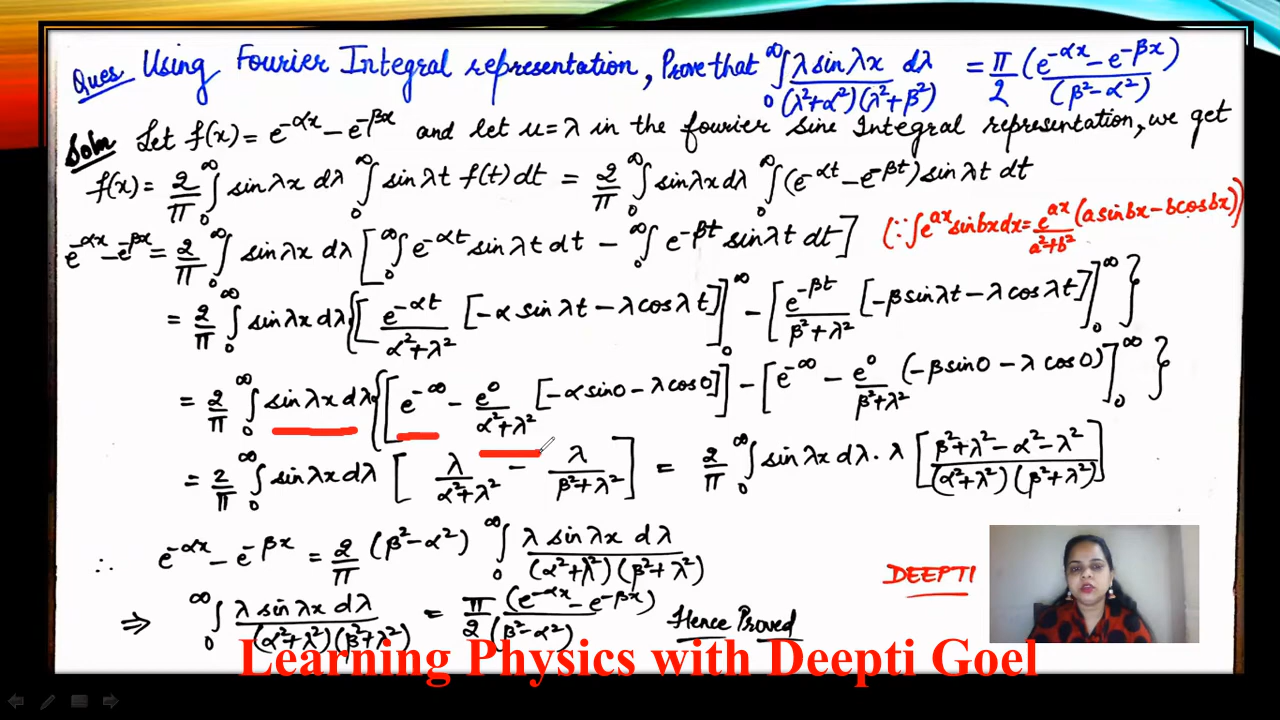 Ques Using Fourier Integral representation, Prove that ∞∫0 λ sin λx dλ / (λ²+α²)(λ²+β²) = π/2 (e^-αx − e^-βx) / (β²−α²)
Soln Let f(x) = e^-αx − e^-βx and let u=λ in the fourier Sine Integral representation, we get
f(x) = 2/π ∞∫0 sin λx dλ ∞∫0 sin λt f(t) dt = 2/π ∞∫0 sin λx dλ ∞∫0 (e^-αt − e^-βt) sin λt dt
(∵ ∫e^ax sin bx dx = e^ax/(a²+b²) (a sin bx − b cos bx))
e^-αx − e^-βx = 2/π ∞∫0 sin λx dλ [ ∞∫0 e^-αt sin λt dt − ∞∫0 e^-βt sin λt dt ]
= 2/π ∞∫0 sin λx dλ { [ e^-αt/(α²+λ²) [−α sin λt − λ cos λt] ]∞0 − [ e^-βt/(β²+λ²) [−β sin λt − λ cos λt] ]∞0 }
= 2/π ∞∫0 sin λx dλ { [ e^-∞ − e^0/(α²+λ²) [−α sin 0 − λ cos 0] ] − [ e^-∞ − e^0/(β²+λ²) (−β sin 0 − λ cos 0) ]∞0 }
= 2/π ∞∫0 sin λx dλ [ λ/(α²+λ²) − λ/(β²+λ²) ] = 2/π ∞∫0 sin λx dλ . λ [ β²+λ²−α²−λ² / (α²+λ²)(β²+λ²) ]
∴ e^-αx − e^-βx = 2/π (β²−α²) ∞∫0 λ sin λx dλ / (α²+λ²)(β²+λ²)
DEEPTI
⇒ ∞∫0 λ sin λx dλ / (α²+λ²)(β²+λ²) = π/2 (e^-αx − e^-βx) / (β²−α²) Hence Proved
Learning Physics with Deepti Goel